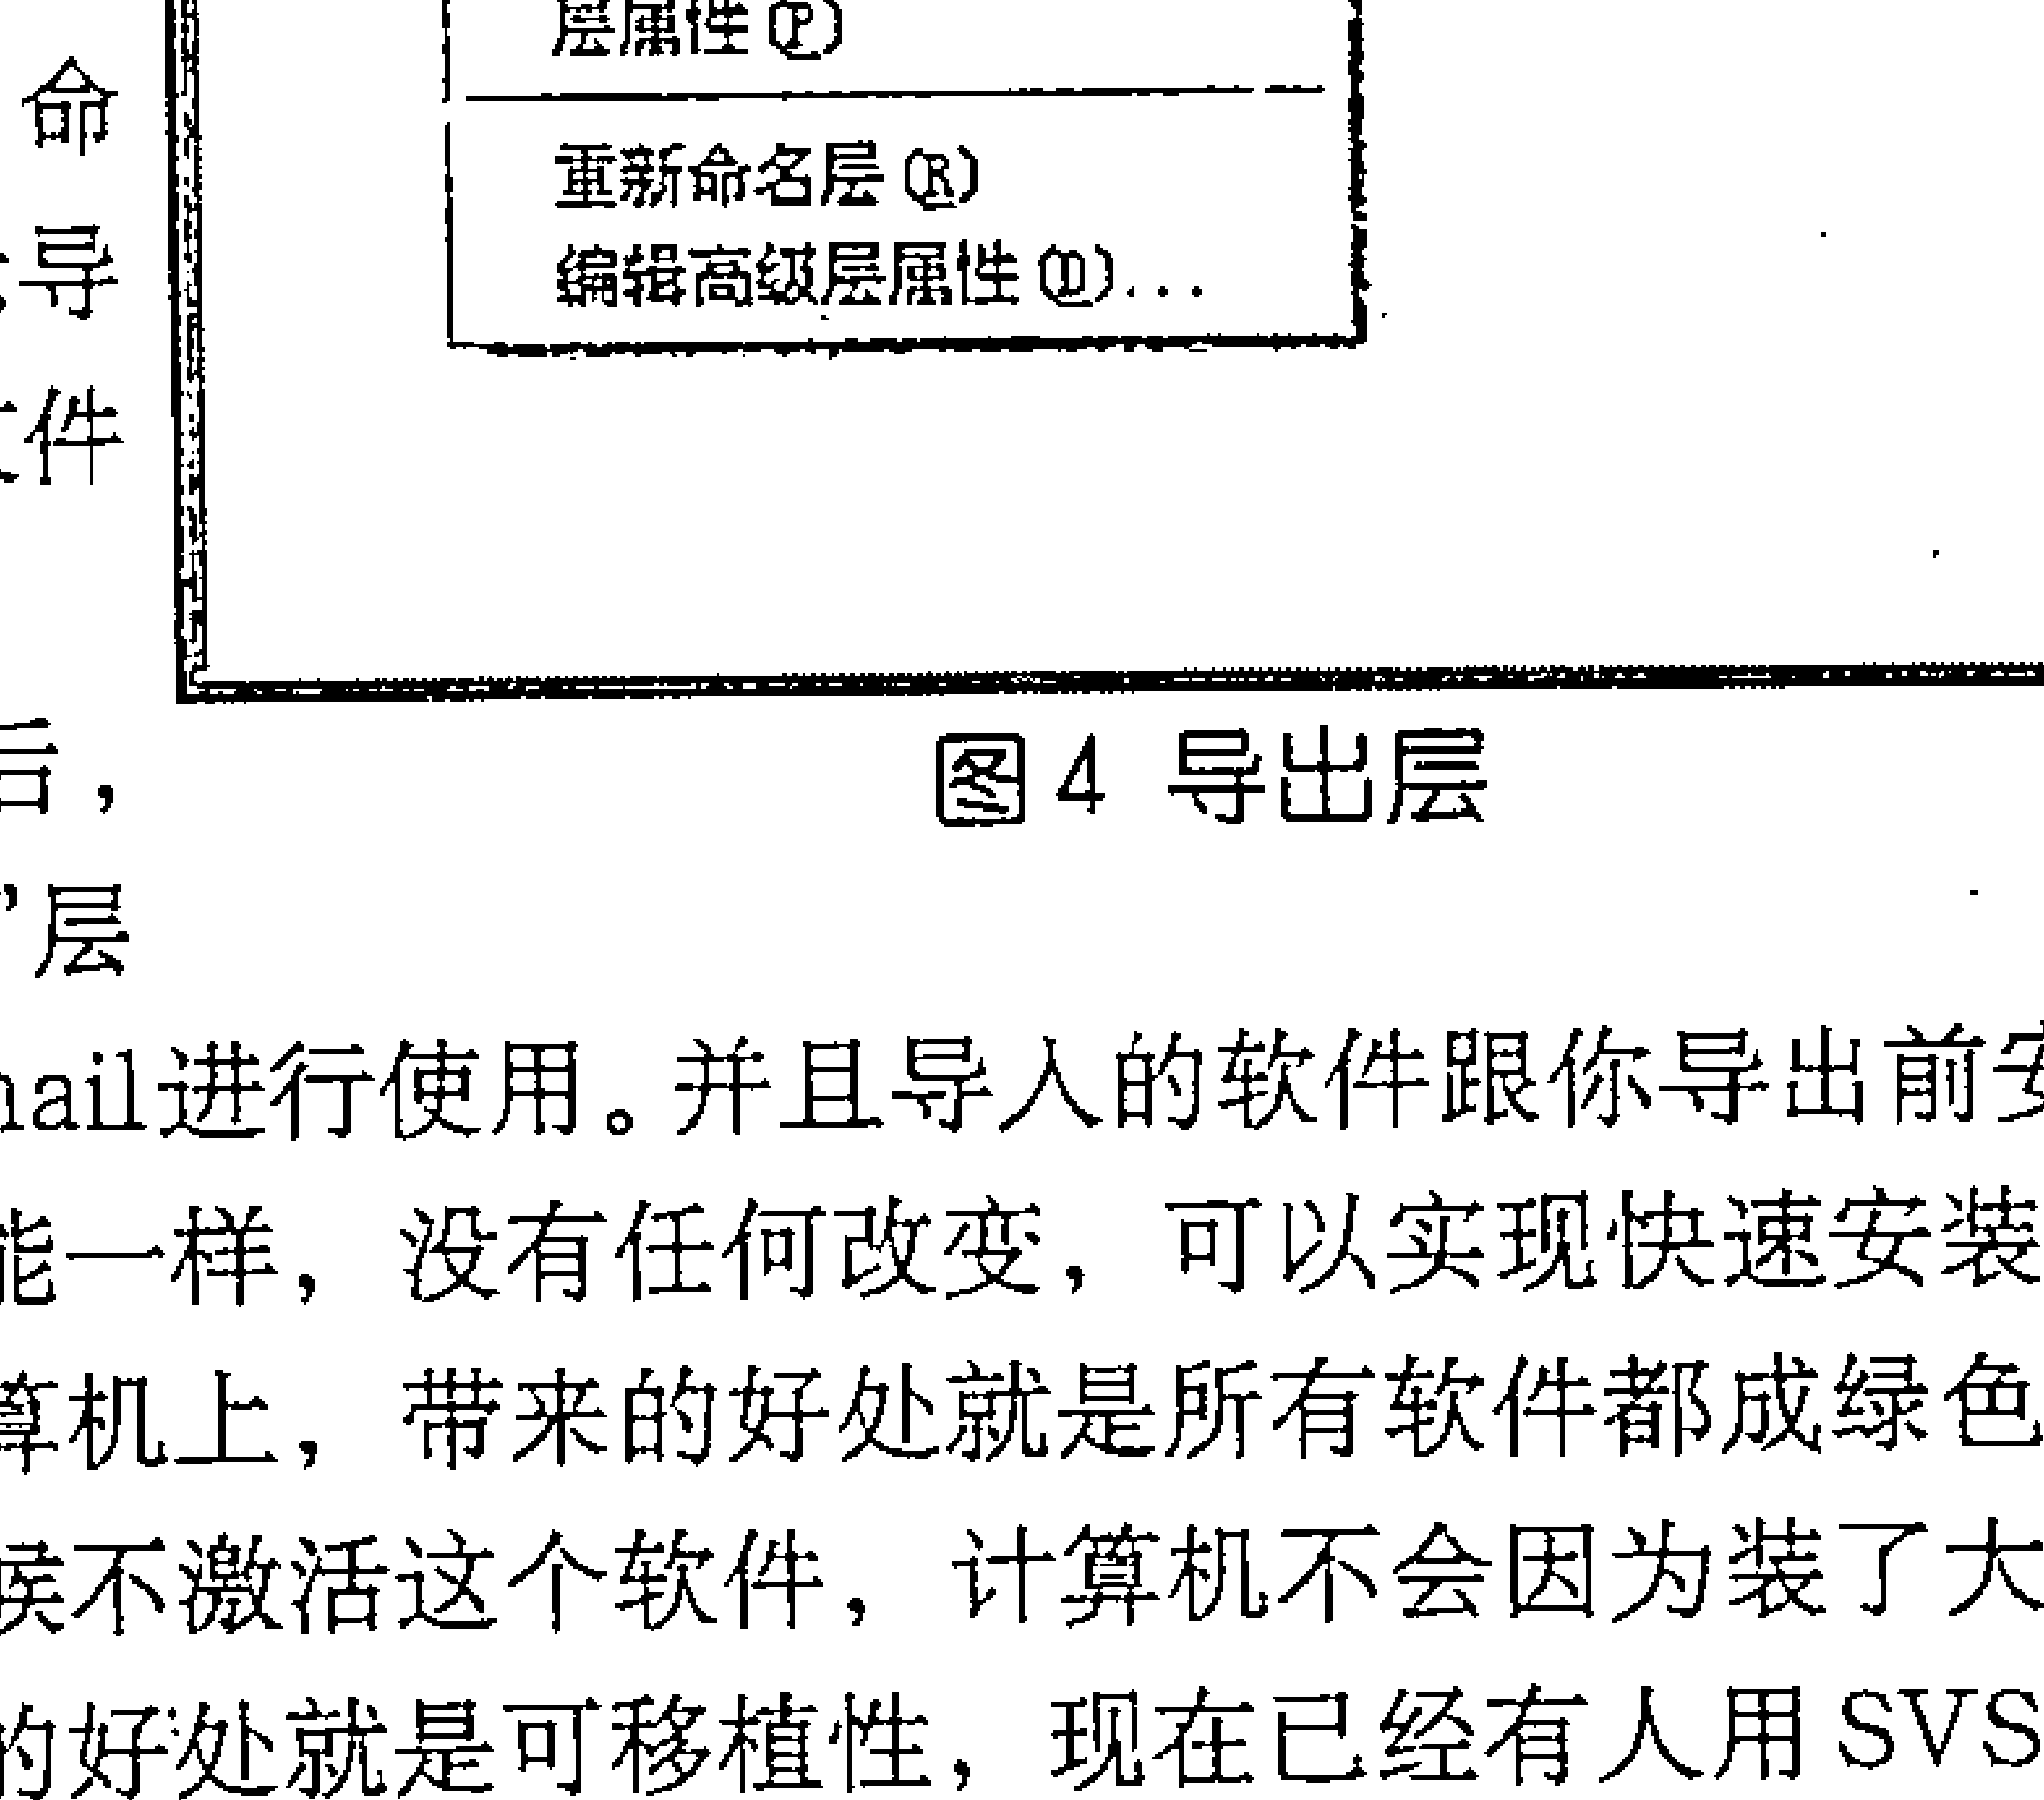 层属性(P)
重新命名层(R)
编辑高级层属性(D)...
图4 导出层
命
导
件
后，
”层
mail进行使用。并且导入的软件跟你导出前安
能一样，没有任何改变，可以实现快速安装
算机上，带来的好处就是所有软件都成绿色
候不激活这个软件，计算机不会因为装了大
的好处就是可移植性，现在已经有人用SVS